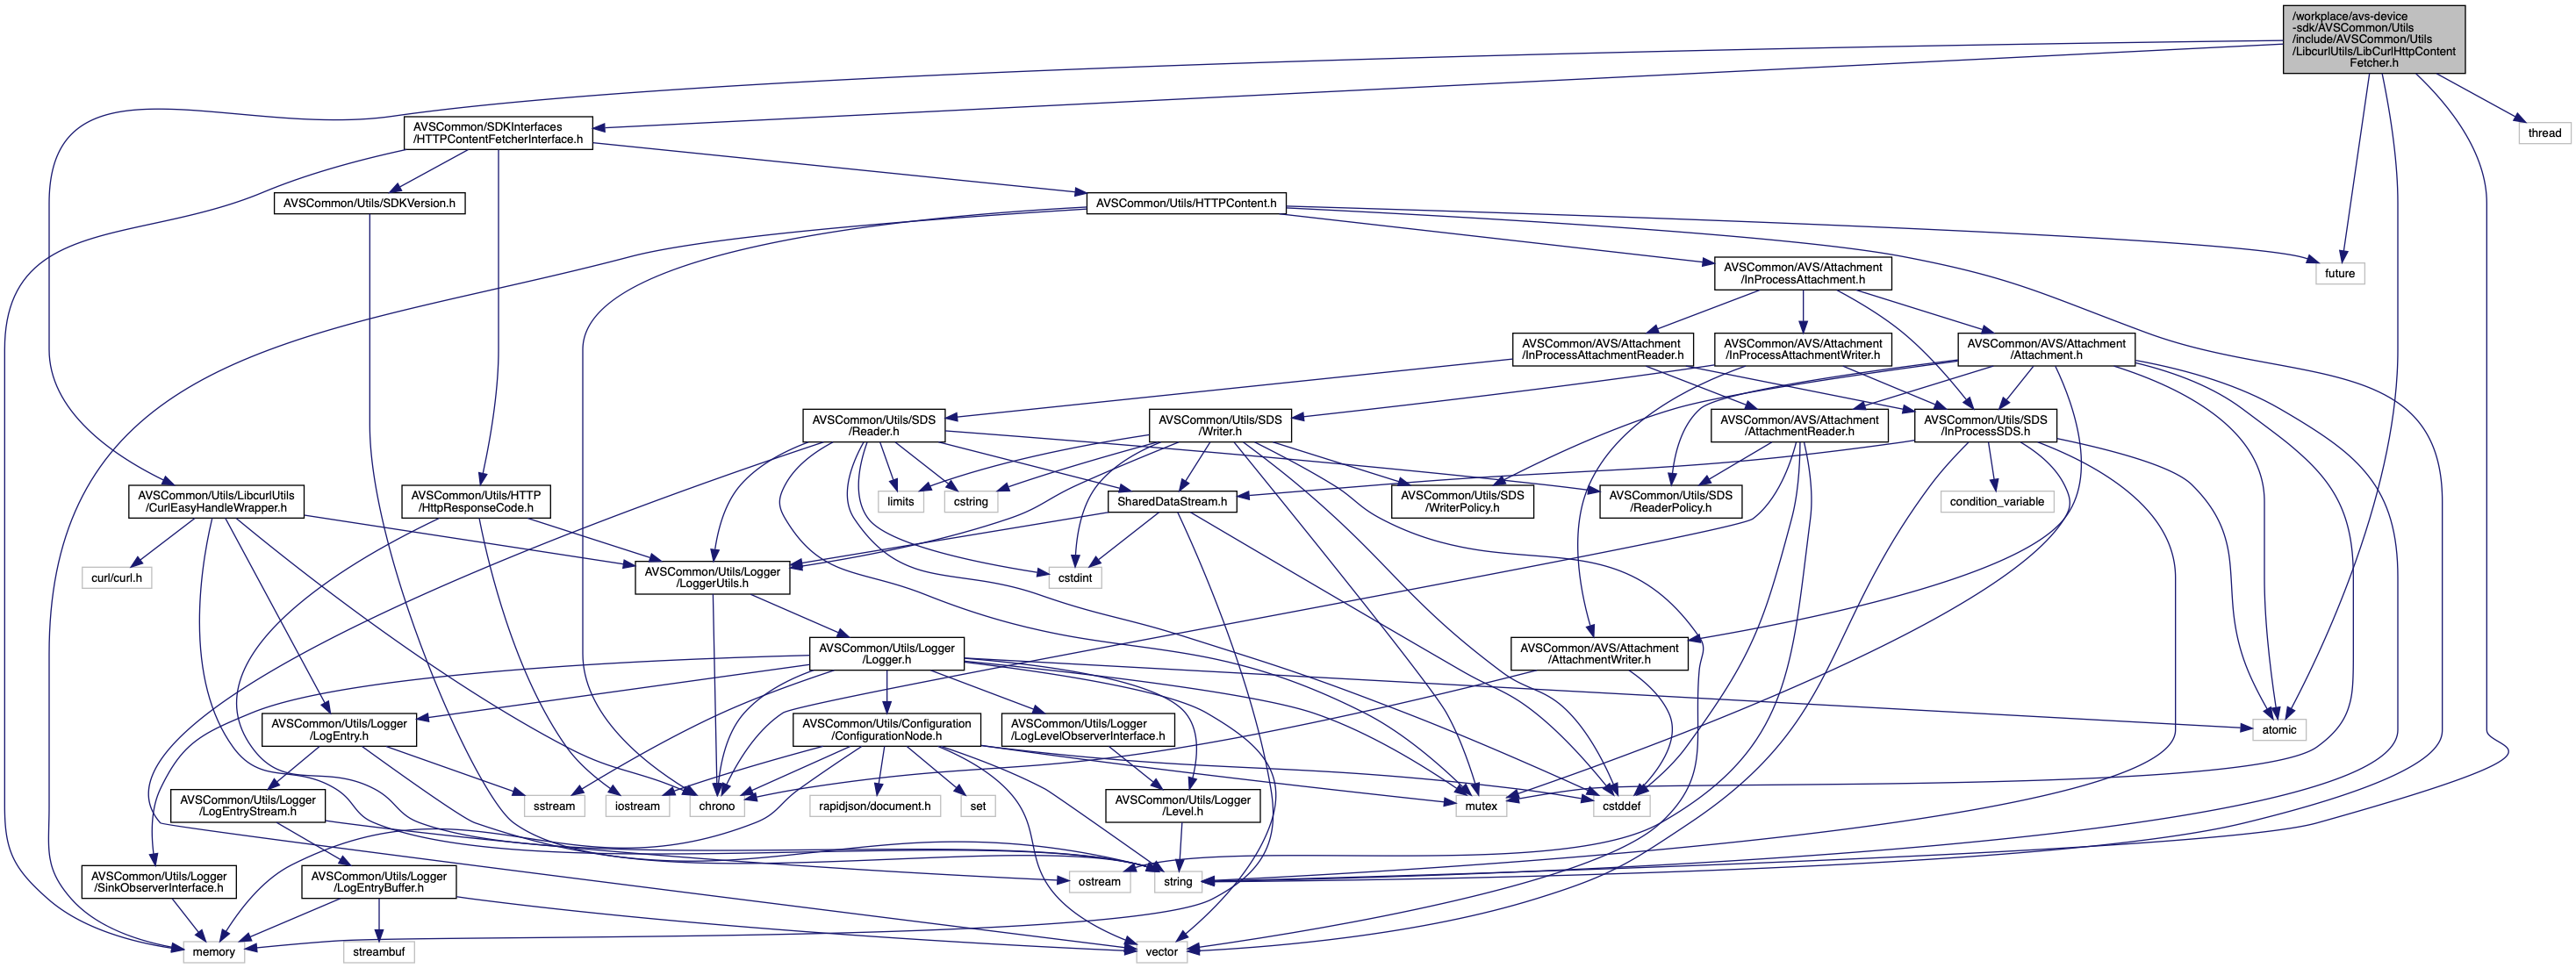 /workplace/avs-device
-sdk/AVSCommon/Utils
/include/AVSCommon/Utils
/LibcurlUtils/LibCurlHttpContent
Fetcher.h
AVSCommon/SDKInterfaces
/HTTPContentFetcherInterface.h
thread
AVSCommon/Utils/SDKVersion.h
AVSCommon/Utils/HTTPContent.h
AVSCommon/AVS/Attachment
/InProcessAttachment.h
future
AVSCommon/AVS/Attachment
/InProcessAttachmentReader.h
AVSCommon/AVS/Attachment
/InProcessAttachmentWriter.h
AVSCommon/AVS/Attachment
/Attachment.h
AVSCommon/Utils/SDS
/Reader.h
AVSCommon/Utils/SDS
/Writer.h
AVSCommon/AVS/Attachment
/AttachmentReader.h
AVSCommon/Utils/SDS
/InProcessSDS.h
AVSCommon/Utils/LibcurlUtils
/CurlEasyHandleWrapper.h
AVSCommon/Utils/HTTP
/HttpResponseCode.h
limits
cstring
SharedDataStream.h
AVSCommon/Utils/SDS
/WriterPolicy.h
AVSCommon/Utils/SDS
/ReaderPolicy.h
condition_variable
curl/curl.h
AVSCommon/Utils/Logger
/LoggerUtils.h
cstdint
AVSCommon/Utils/Logger
/Logger.h
AVSCommon/AVS/Attachment
/AttachmentWriter.h
AVSCommon/Utils/Logger
/LogEntry.h
AVSCommon/Utils/Configuration
/ConfigurationNode.h
AVSCommon/Utils/Logger
/LogLevelObserverInterface.h
atomic
AVSCommon/Utils/Logger
/LogEntryStream.h
sstream
iostream
chrono
rapidjson/document.h
set
AVSCommon/Utils/Logger
/Level.h
mutex
cstddef
AVSCommon/Utils/Logger
/SinkObserverInterface.h
AVSCommon/Utils/Logger
/LogEntryBuffer.h
ostream
string
memory
streambuf
vector